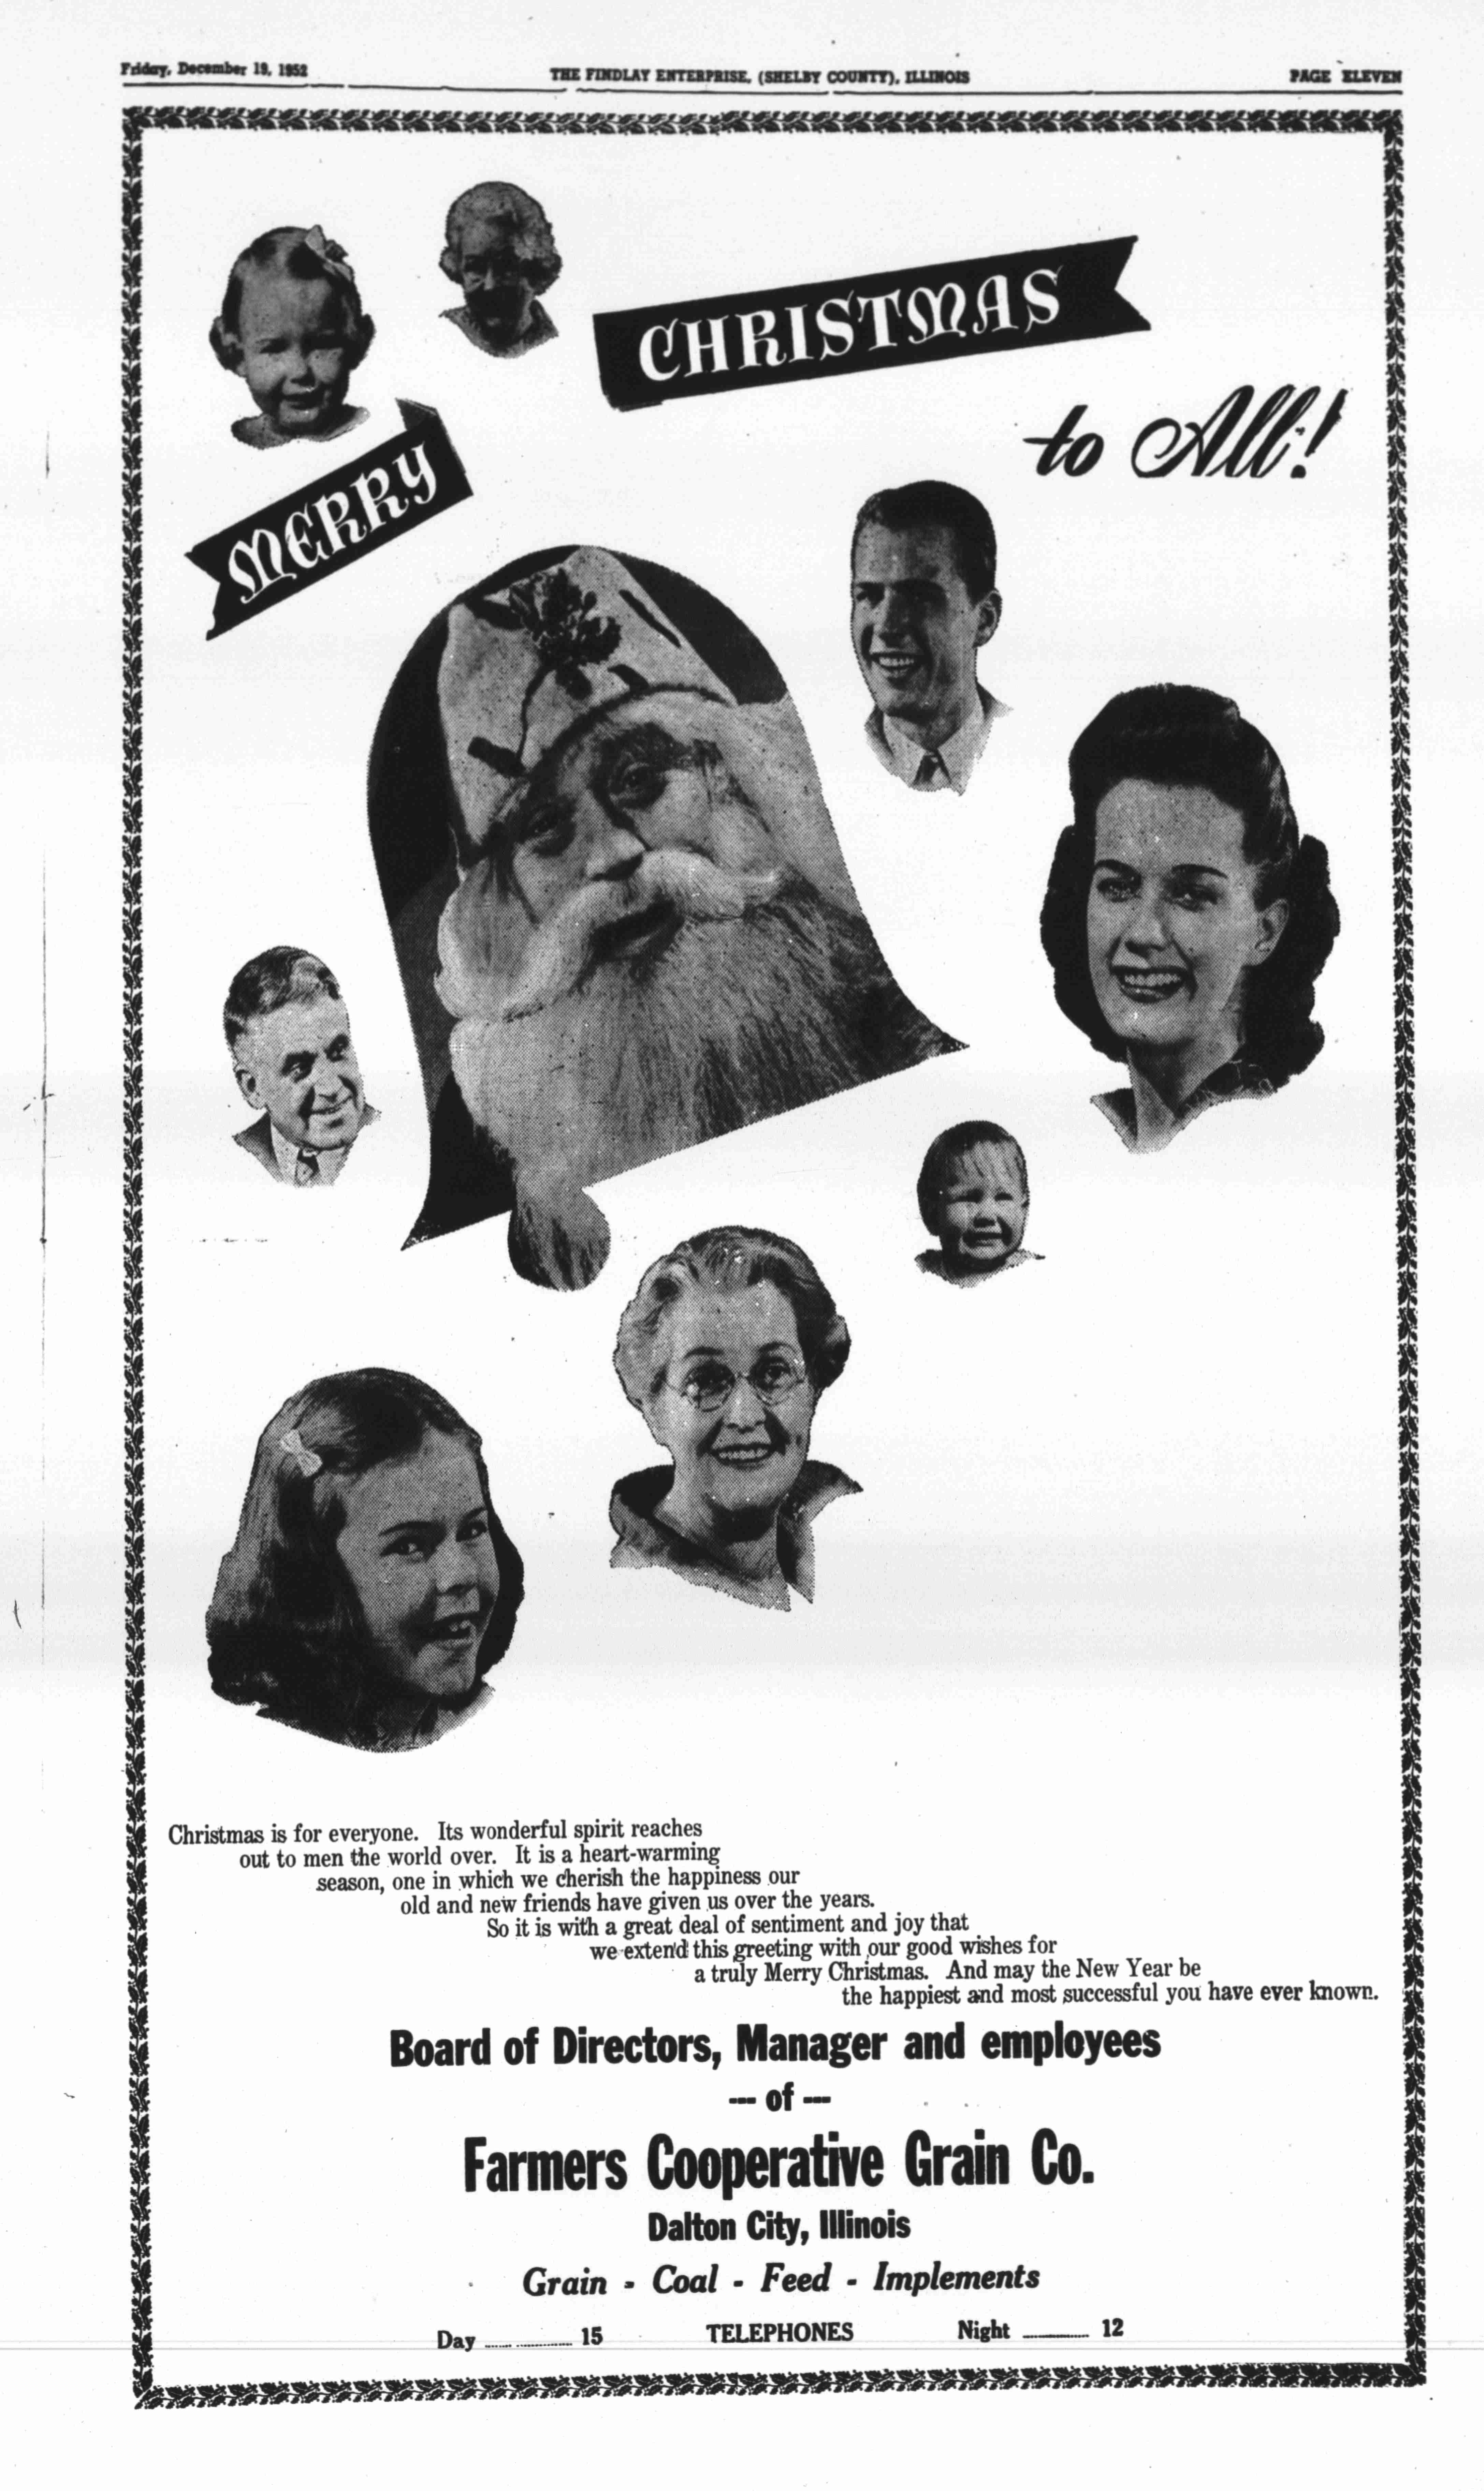 Friday, December 19, 1952
THE FINDLAY ENTERPRISE, (SHELBY COUNTY), ILLINOIS
PAGE ELEVEN
MERRY
CHRISTMAS
to All!
Christmas is for everyone. Its wonderful spirit reaches
out to men the world over. It is a heart-warming
season, one in which we cherish the happiness our
old and new friends have given us over the years.
So it is with a great deal of sentiment and joy that
we extend this greeting with our good wishes for
a truly Merry Christmas. And may the New Year be
the happiest and most successful you have ever known.
Board of Directors, Manager and employees
--- of ---
Farmers Cooperative Grain Co.
Dalton City, Illinois
Grain - Coal - Feed - Implements
Day .................... 15 TELEPHONES Night ............... 12